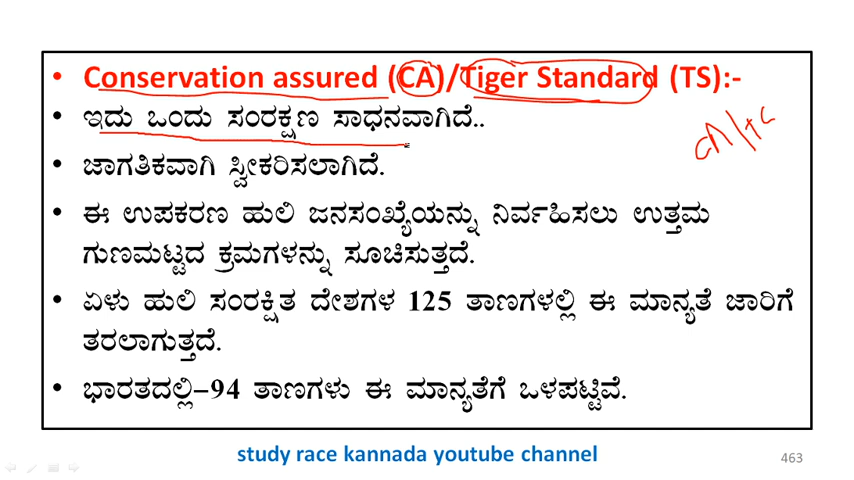 • Conservation assured (CA)/Tiger Standard (TS):-
• ಇದು ಒಂದು ಸಂರಕ್ಷಣ ಸಾಧನವಾಗಿದೆ..
CA/TC
• ಜಾಗತಿಕವಾಗಿ ಸ್ವೀಕರಿಸಲಾಗಿದೆ.
• ಈ ಉಪಕರಣ ಹುಲಿ ಜನಸಂಖ್ಯೆಯನ್ನು ನಿರ್ವಹಿಸಲು ಉತ್ತಮ
ಗುಣಮಟ್ಟದ ಕ್ರಮಗಳನ್ನು ಸೂಚಿಸುತ್ತದೆ.
• ಏಳು ಹುಲಿ ಸಂರಕ್ಷಿತ ದೇಶಗಳ 125 ತಾಣಗಳಲ್ಲಿ ಈ ಮಾನ್ಯತೆ ಜಾರಿಗೆ
ತರಲಾಗುತ್ತದೆ.
• ಭಾರತದಲ್ಲಿ-94 ತಾಣಗಳು ಈ ಮಾನ್ಯತೆಗೆ ಒಳಪಟ್ಟಿವೆ.
study race kannada youtube channel
463